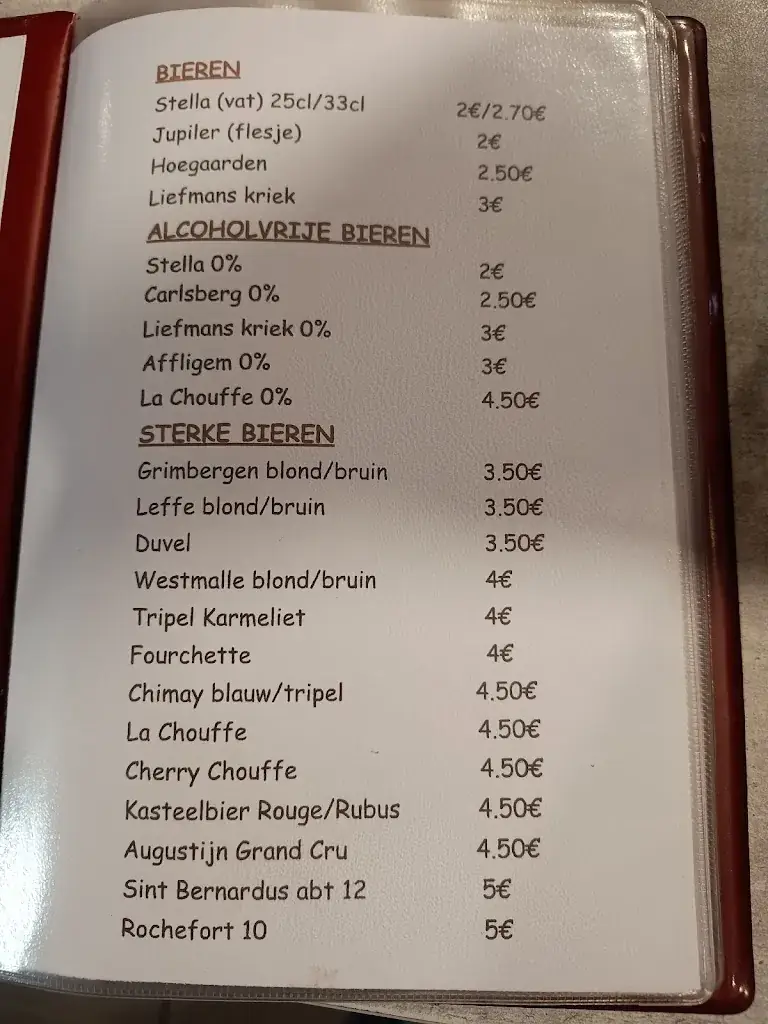 BIEREN
Stella (vat) 25cl/33cl 2€/2.70€
Jupiler (flesje) 2€
Hoegaarden 2.50€
Liefmans kriek 3€
ALCOHOLVRIJE BIEREN
Stella 0% 2€
Carlsberg 0% 2.50€
Liefmans kriek 0% 3€
Affligem 0% 3€
La Chouffe 0% 4.50€
STERKE BIEREN
Grimbergen blond/bruin 3.50€
Leffe blond/bruin 3.50€
Duvel 3.50€
Westmalle blond/bruin 4€
Tripel Karmeliet 4€
Fourchette 4€
Chimay blauw/tripel 4.50€
La Chouffe 4.50€
Cherry Chouffe 4.50€
Kasteelbier Rouge/Rubus 4.50€
Augustijn Grand Cru 4.50€
Sint Bernardus abt 12 5€
Rochefort 10 5€